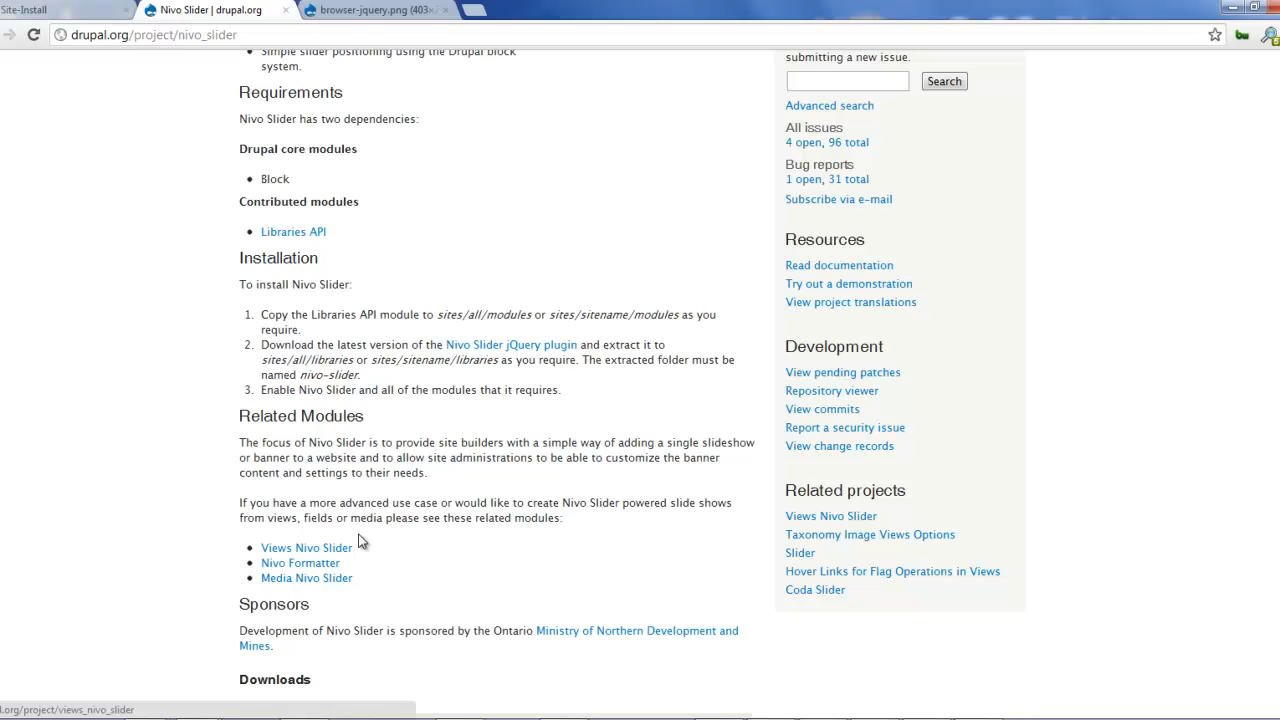 Site-Install
Nivo Slider | drupal.org
browser-jquery.png (403×
drupal.org/project/nivo_slider
Simple slider positioning using the Drupal block
system.
Requirements
Nivo Slider has two dependencies:
Drupal core modules
Block
Contributed modules
Libraries API
Installation
To install Nivo Slider:
1. Copy the Libraries API module to sites/all/modules or sites/sitename/modules as you
require.
2. Download the latest version of the Nivo Slider jQuery plugin and extract it to
sites/all/libraries or sites/sitename/libraries as you require. The extracted folder must be
named nivo-slider.
3. Enable Nivo Slider and all of the modules that it requires.
Related Modules
The focus of Nivo Slider is to provide site builders with a simple way of adding a single slideshow
or banner to a website and to allow site administrations to be able to customize the banner
content and settings to their needs.
If you have a more advanced use case or would like to create Nivo Slider powered slide shows
from views, fields or media please see these related modules:
Views Nivo Slider
Nivo Formatter
Media Nivo Slider
Sponsors
Development of Nivo Slider is sponsored by the Ontario Ministry of Northern Development and
Mines.
Downloads
submitting a new issue.
Search
Advanced search
All issues
4 open, 96 total
Bug reports
1 open, 31 total
Subscribe via e-mail
Resources
Read documentation
Try out a demonstration
View project translations
Development
View pending patches
Repository viewer
View commits
Report a security issue
View change records
Related projects
Views Nivo Slider
Taxonomy Image Views Options
Slider
Hover Links for Flag Operations in Views
Coda Slider
l.org/project/views_nivo_slider